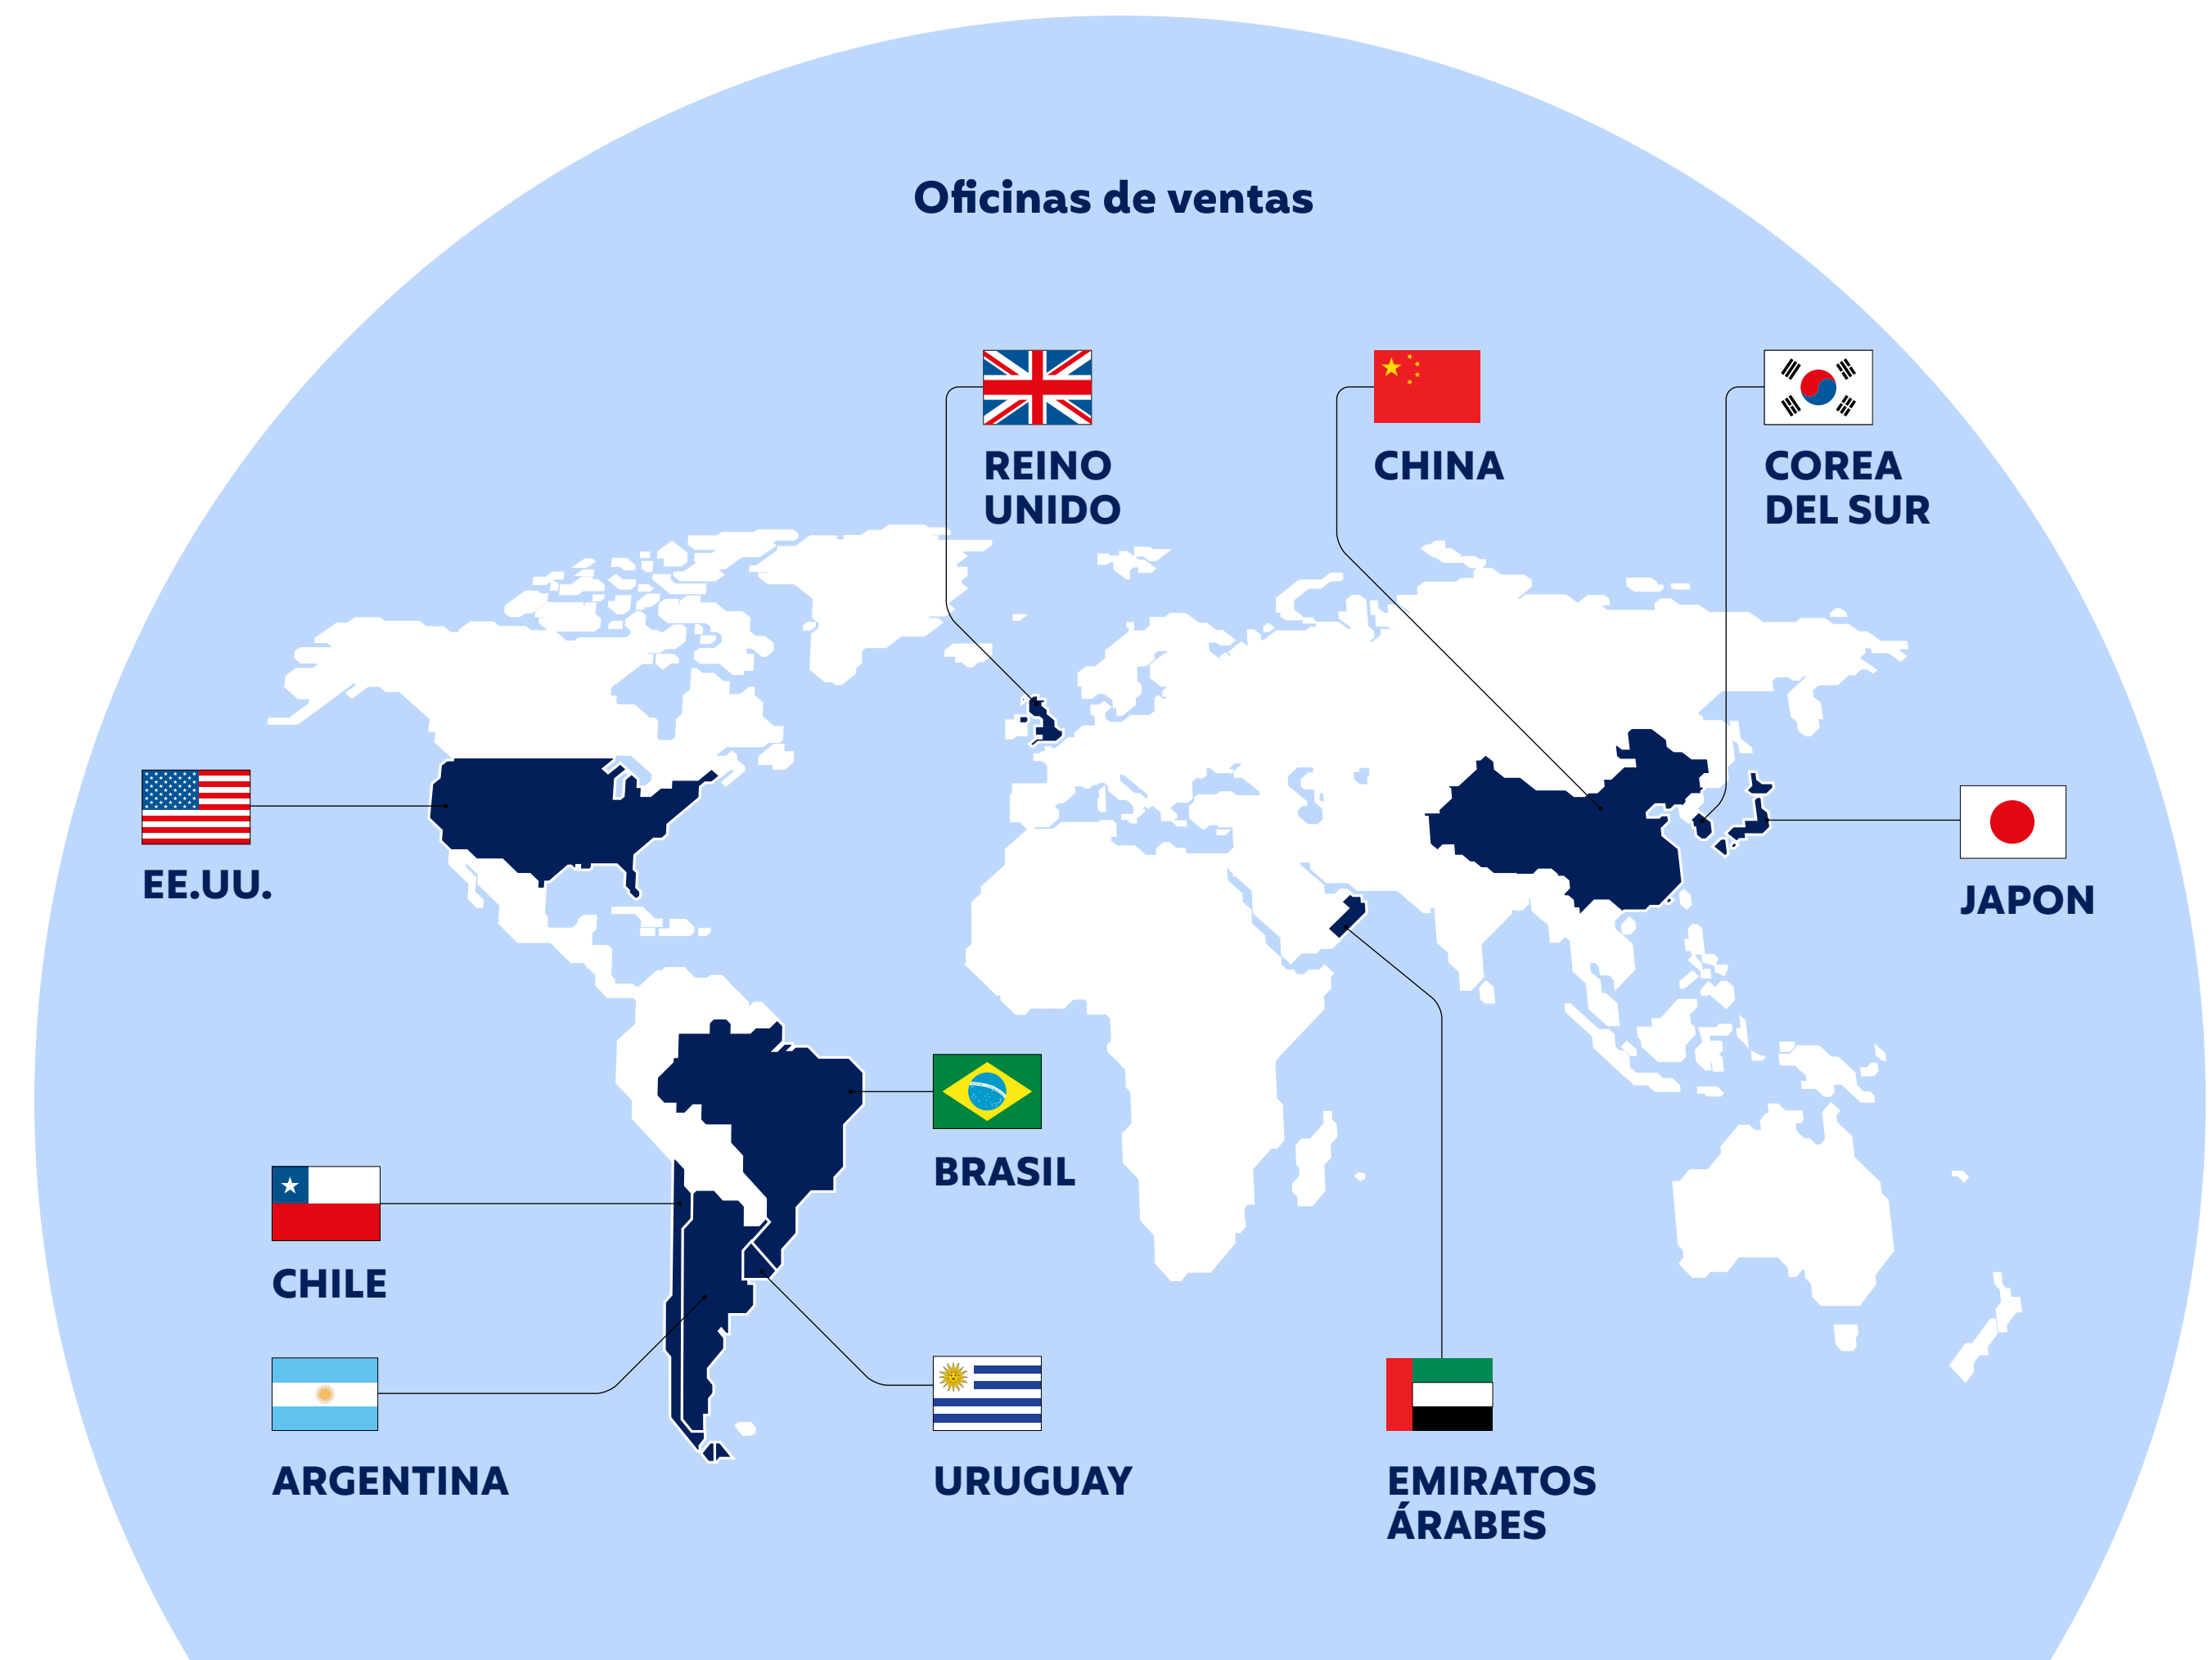 Oficinas de ventas
REINO
UNIDO
CHINA
COREA
DEL SUR
EE.UU.
JAPON
BRASIL
CHILE
ARGENTINA
URUGUAY
EMIRATOS
ÁRABES